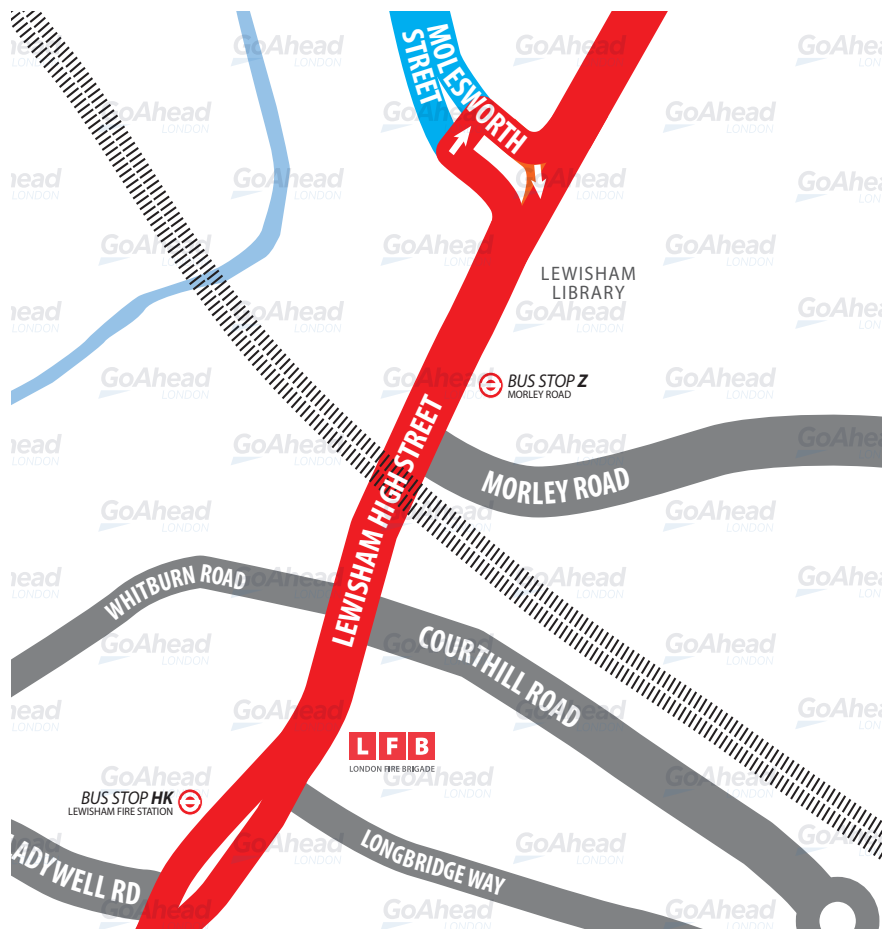 MOLESWORTH
STREET
LEWISHAM
LIBRARY
BUS STOP Z
MORLEY ROAD
LEWISHAM HIGH STREET
MORLEY ROAD
WHITBURN ROAD
COURTHILL ROAD
LFB
LONDON FIRE BRIGADE
BUS STOP HK
LEWISHAM FIRE STATION
LONGBRIDGE WAY
ADYWELL RD
GoAhead
LONDON